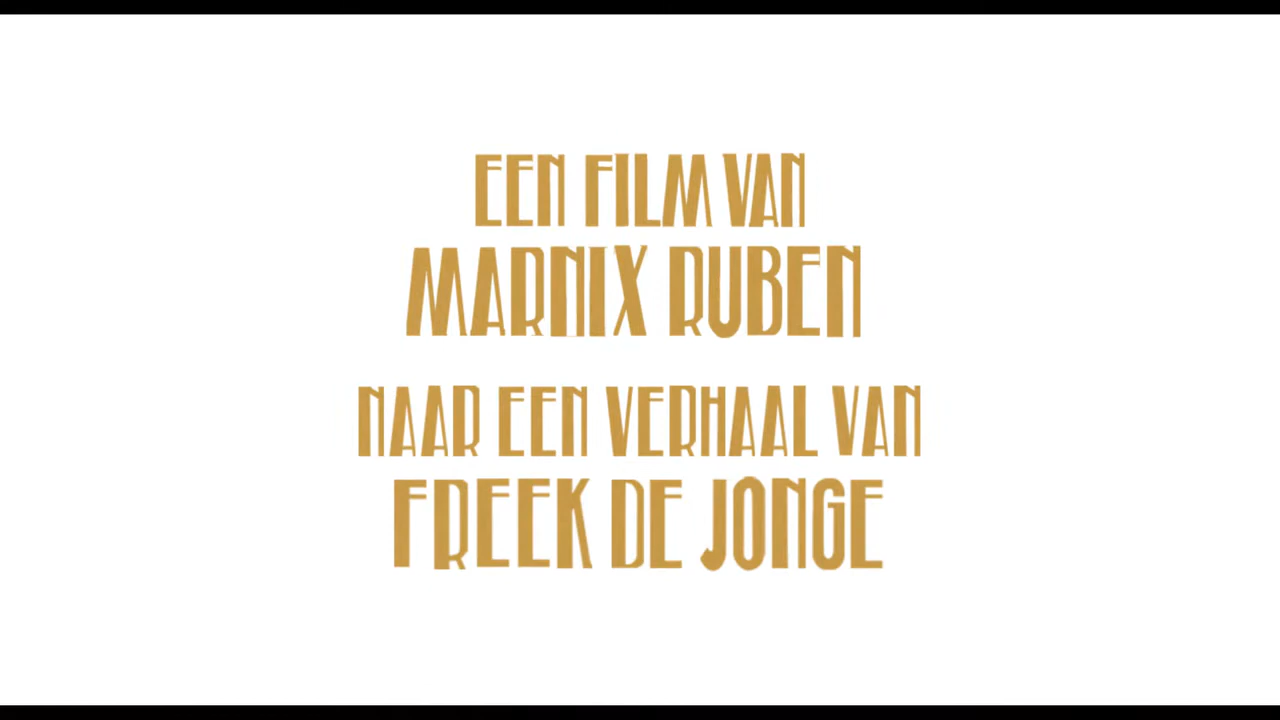 EEN FILM VAN
MARNIX RUBEN
NAAR EEN VERHAAL VAN
FREEK DE JONGE